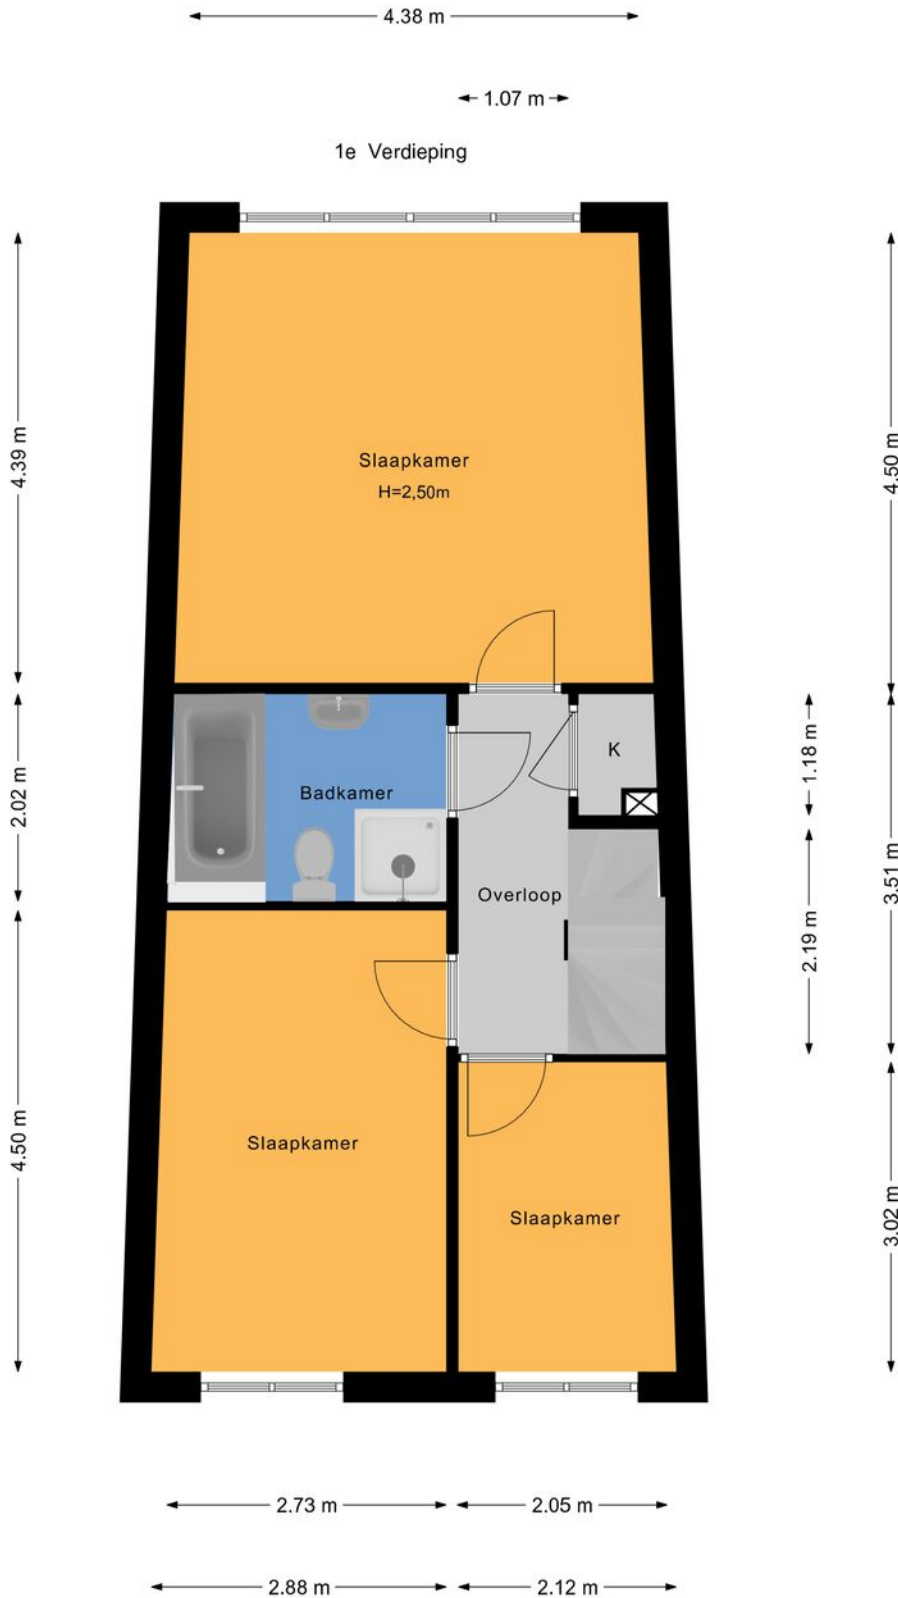 4.38 m
1.07 m
1e Verdieping
4.39 m
4.50 m
Slaapkamer
H=2,50m
2.02 m
1.18 m
K
Badkamer
3.51 m
Overloop
2.19 m
4.50 m
Slaapkamer
Slaapkamer
3.02 m
2.73 m
2.05 m
2.88 m
2.12 m